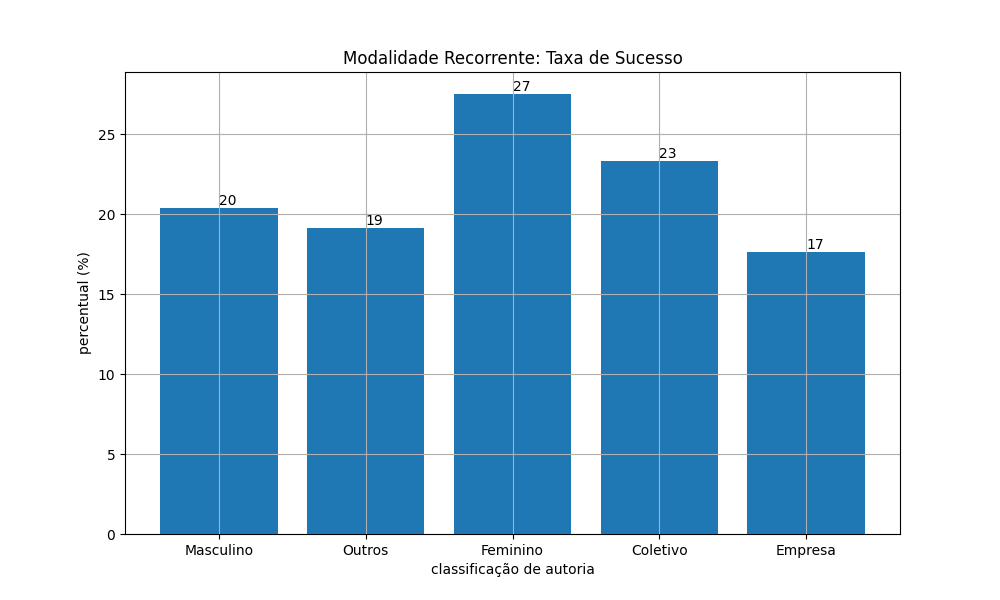 Modalidade Recorrente: Taxa de Sucesso
27
23
20
19
17
25
20
15
10
5
0
percentual (%)
Masculino Outros Feminino Coletivo Empresa
classificação de autoria